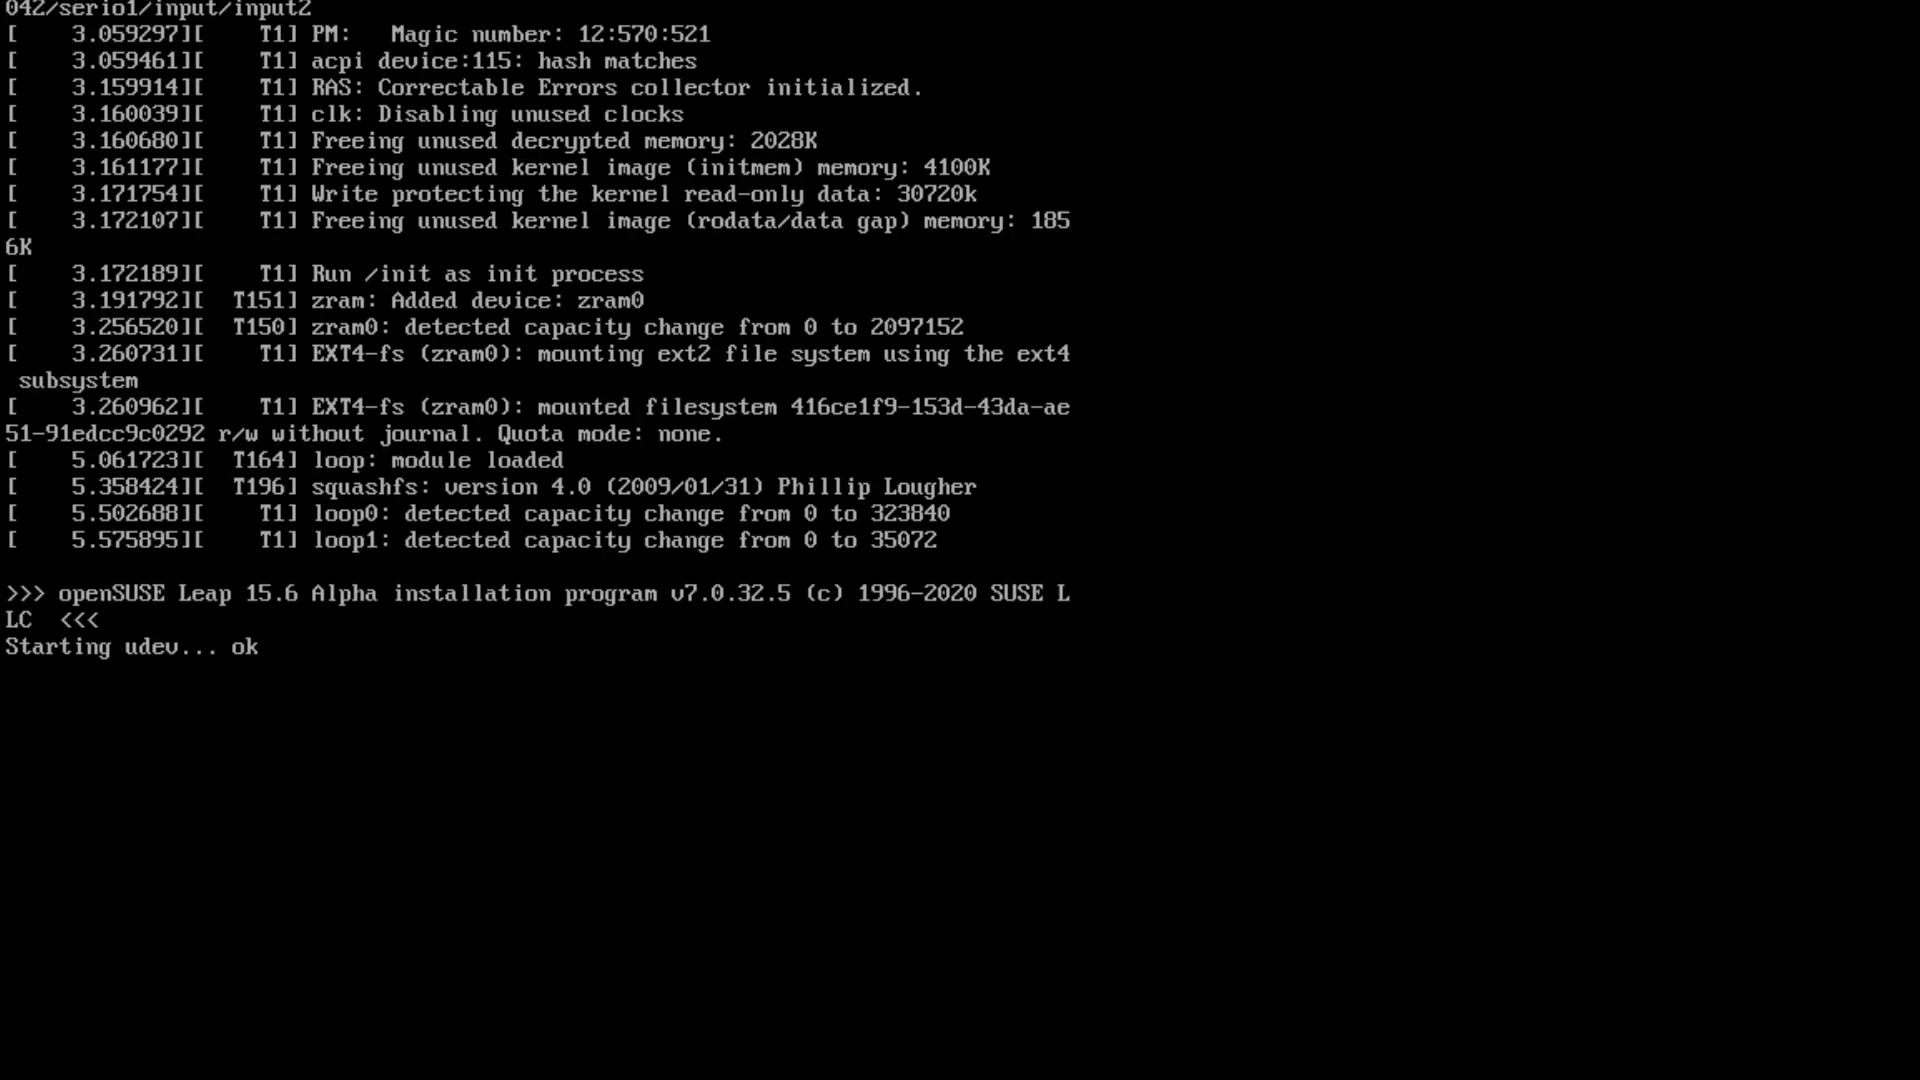 042/serio1/input/input2
[    3.059297][    T1] PM:   Magic number: 12:570:521
[    3.059461][    T1] acpi device:115: hash matches
[    3.159914][    T1] RAS: Correctable Errors collector initialized.
[    3.160039][    T1] clk: Disabling unused clocks
[    3.160680][    T1] Freeing unused decrypted memory: 2028K
[    3.161177][    T1] Freeing unused kernel image (initmem) memory: 4100K
[    3.171754][    T1] Write protecting the kernel read-only data: 30720k
[    3.172107][    T1] Freeing unused kernel image (rodata/data gap) memory: 185
6K
[    3.172189][    T1] Run /init as init process
[    3.191792][  T151] zram: Added device: zram0
[    3.256520][  T150] zram0: detected capacity change from 0 to 2097152
[    3.260731][    T1] EXT4-fs (zram0): mounting ext2 file system using the ext4
 subsystem
[    3.260962][    T1] EXT4-fs (zram0): mounted filesystem 416ce1f9-153d-43da-ae
51-91edcc9c0292 r/w without journal. Quota mode: none.
[    5.061723][  T164] loop: module loaded
[    5.358424][  T196] squashfs: version 4.0 (2009/01/31) Phillip Lougher
[    5.502688][    T1] loop0: detected capacity change from 0 to 323840
[    5.575895][    T1] loop1: detected capacity change from 0 to 35072
>>> openSUSE Leap 15.6 Alpha installation program v7.0.32.5 (c) 1996-2020 SUSE L
LC  <<<
Starting udev... ok